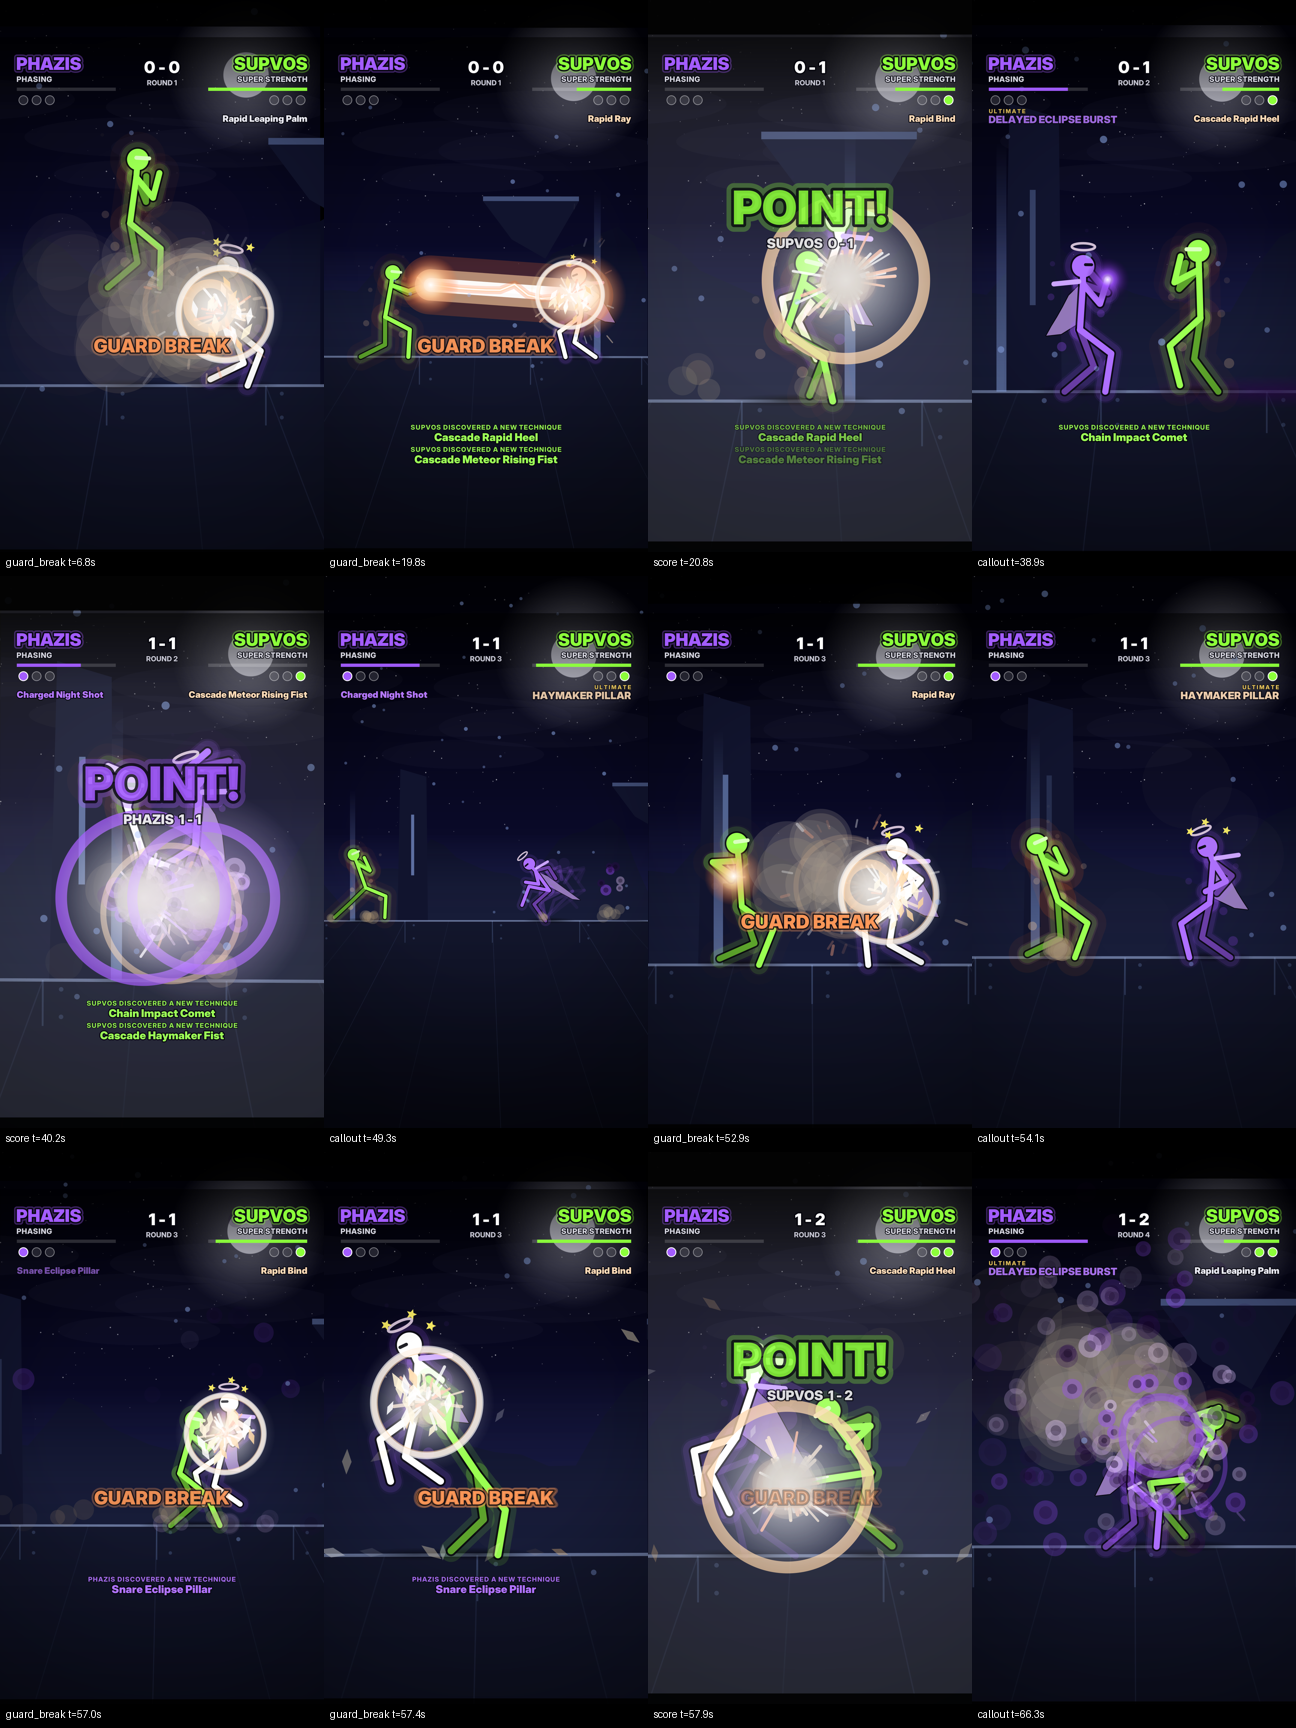 PHAZIS
PHASING
0-0
ROUND 1
SUPVOS
SUPER STRENGTH
Rapid Leaping Palm
GUARD BREAK
guard_break t=6.8s
PHAZIS
PHASING
0-0
ROUND 1
SUPVOS
SUPER STRENGTH
Rapid Ray
GUARD BREAK
SUPVOS DISCOVERED A NEW TECHNIQUE
Cascade Rapid Heel
SUPVOS DISCOVERED A NEW TECHNIQUE
Cascade Meteor Rising Fist
guard_break t=19.8s
PHAZIS
PHASING
0-1
ROUND 1
SUPVOS
SUPER STRENGTH
Rapid Bind
POINT!
SUPVOS 0-1
SUPVOS DISCOVERED A NEW TECHNIQUE
Cascade Rapid Heel
SUPVOS DISCOVERED A NEW TECHNIQUE
Cascade Meteor Rising Fist
score t=20.8s
PHAZIS
PHASING
0-1
ROUND 2
SUPVOS
SUPER STRENGTH
ULTIMATE
DELAYED ECLIPSE BURST
Cascade Rapid Heel
SUPVOS DISCOVERED A NEW TECHNIQUE
Chain Impact Comet
callout t=38.9s
PHAZIS
PHASING
1-1
ROUND 2
SUPVOS
SUPER STRENGTH
Charged Night Shot
Cascade Meteor Rising Fist
POINT!
PHAZIS 1-1
SUPVOS DISCOVERED A NEW TECHNIQUE
Chain Impact Comet
SUPVOS DISCOVERED A NEW TECHNIQUE
Cascade Haymaker Fist
score t=40.2s
PHAZIS
PHASING
1-1
ROUND 3
SUPVOS
SUPER STRENGTH
Charged Night Shot
ULTIMATE
HAYMAKER PILLAR
callout t=49.3s
PHAZIS
PHASING
1-1
ROUND 3
SUPVOS
SUPER STRENGTH
Rapid Ray
GUARD BREAK
guard_break t=52.9s
PHAZIS
PHASING
1-1
ROUND 3
SUPVOS
SUPER STRENGTH
ULTIMATE
HAYMAKER PILLAR
callout t=54.1s
PHAZIS
PHASING
1-1
ROUND 3
SUPVOS
SUPER STRENGTH
Snare Eclipse Pillar
Rapid Bind
GUARD BREAK
PHAZIS DISCOVERED A NEW TECHNIQUE
Snare Eclipse Pillar
guard_break t=57.0s
PHAZIS
PHASING
1-1
ROUND 3
SUPVOS
SUPER STRENGTH
Rapid Bind
GUARD BREAK
PHAZIS DISCOVERED A NEW TECHNIQUE
Snare Eclipse Pillar
guard_break t=57.4s
PHAZIS
PHASING
1-2
ROUND 3
SUPVOS
SUPER STRENGTH
Cascade Rapid Heel
POINT!
SUPVOS 1-2
GUARD BREAK
score t=57.9s
PHAZIS
PHASING
1-2
ROUND 4
SUPVOS
SUPER STRENGTH
ULTIMATE
DELAYED ECLIPSE BURST
Rapid Leaping Palm
callout t=66.3s